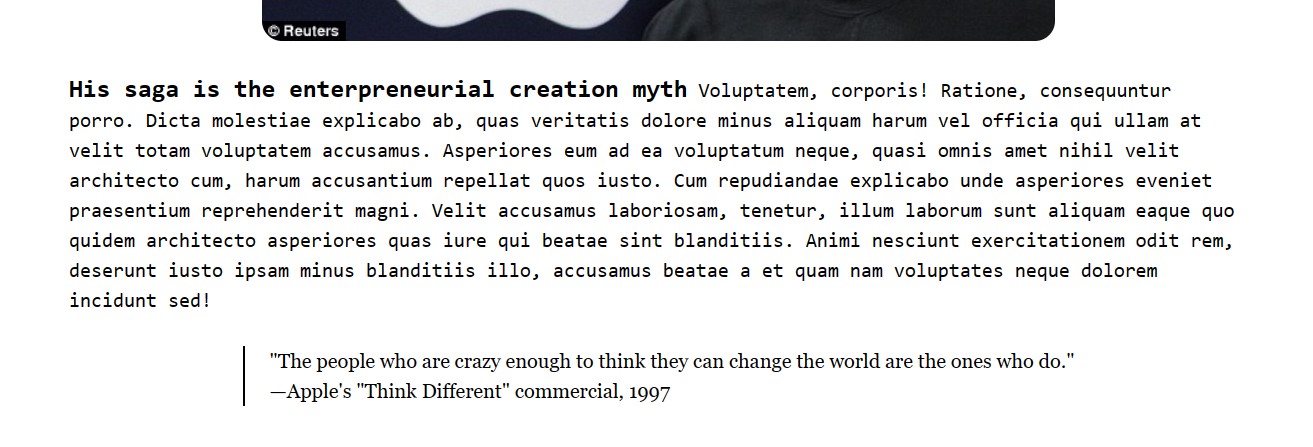 © Reuters
His saga is the enterpreneurial creation myth Voluptatem, corporis! Ratione, consequuntur
porro. Dicta molestiae explicabo ab, quas veritatis dolore minus aliquam harum vel officia qui ullam at
velit totam voluptatem accusamus. Asperiores eum ad ea voluptatum neque, quasi omnis amet nihil velit
architecto cum, harum accusantium repellat quos iusto. Cum repudiandae explicabo unde asperiores eveniet
praesentium reprehenderit magni. Velit accusamus laboriosam, tenetur, illum laborum sunt aliquam eaque quo
quidem architecto asperiores quas iure qui beatae sint blanditiis. Animi nesciunt exercitationem odit rem,
deserunt iusto ipsam minus blanditiis illo, accusamus beatae a et quam nam voluptates neque dolorem
incidunt sed!
"The people who are crazy enough to think they can change the world are the ones who do."
—Apple's "Think Different" commercial, 1997